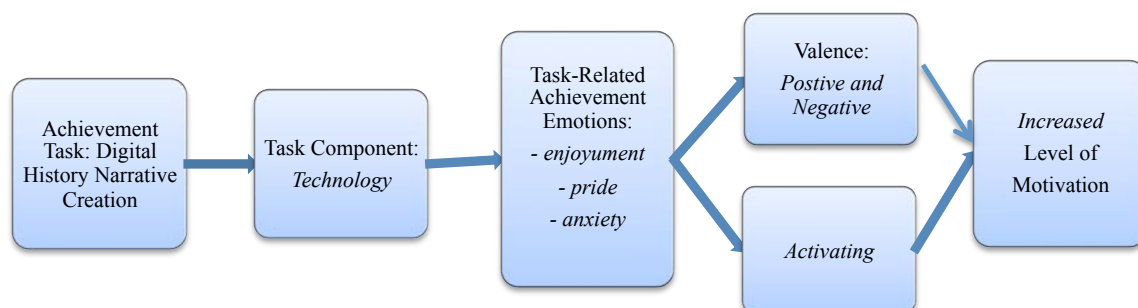 Achievement
Task: Digital
History Narrative
Creation
Task Component:
Technology
Task-Related
Achievement
Emotions:
- enjoyument
- pride
- anxiety
Valence:
Postive and
Negative
Activating
Increased
Level of
Motivation